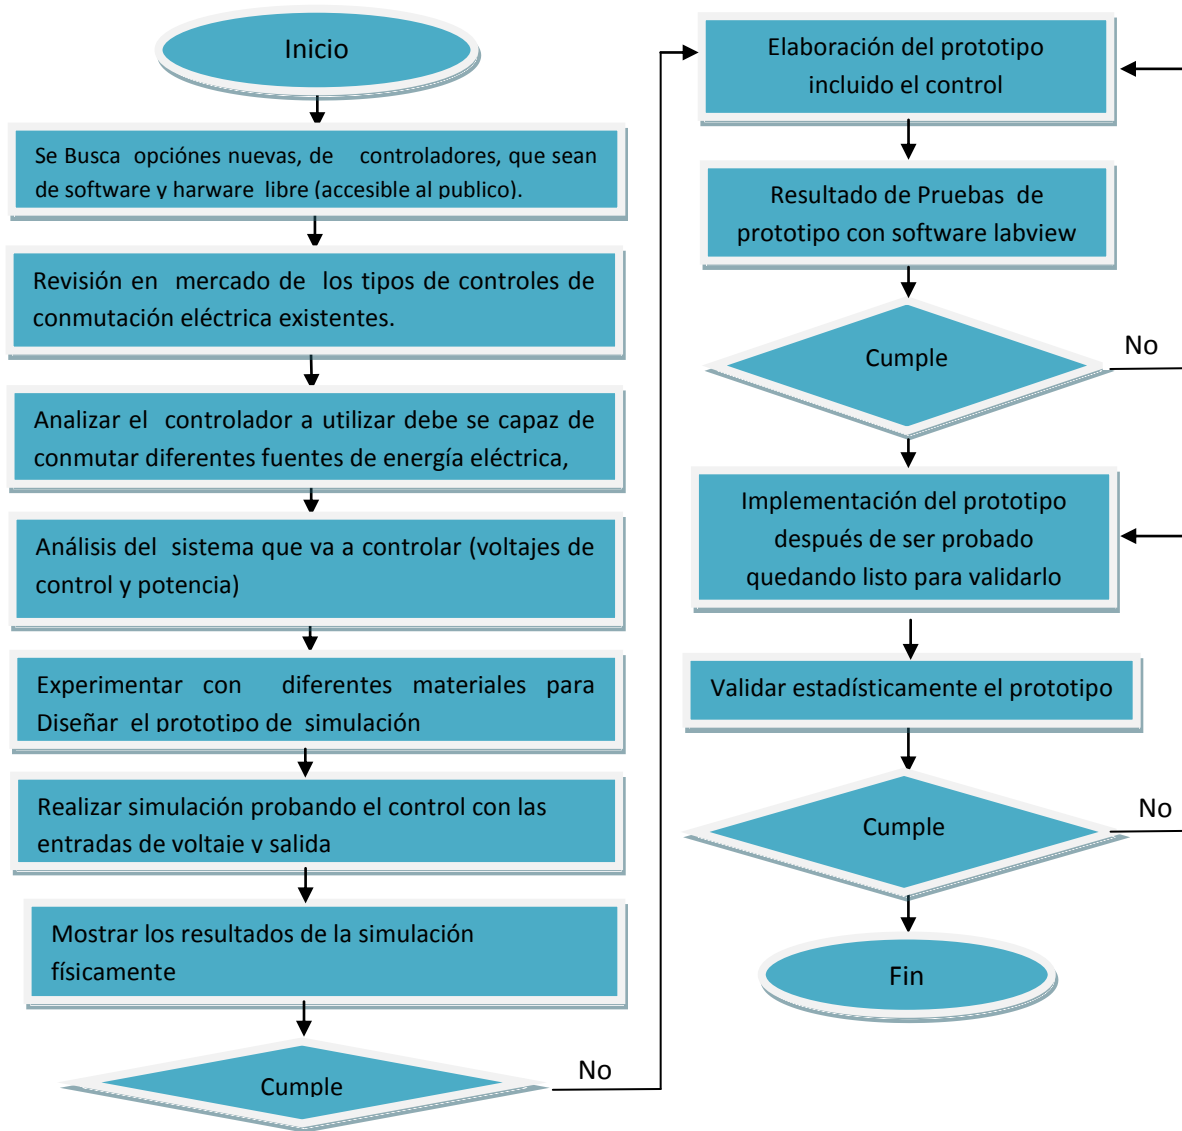 Inicio
Se Busca opciónes nuevas, de controladores, que sean
de software y harware libre (accesible al publico).
Revisión en mercado de los tipos de controles de
conmutación eléctrica existentes.
Analizar el controlador a utilizar debe se capaz de
conmutar diferentes fuentes de energía eléctrica,
Análisis del sistema que va a controlar (voltajes de
control y potencia)
Experimentar con diferentes materiales para
Diseñar el prototipo de simulación
Realizar simulación probando el control con las
entradas de voltaje y salida
Mostrar los resultados de la simulación
físicamente
Cumple
No
Elaboración del prototipo
incluido el control
Resultado de Pruebas de
prototipo con software labview
Cumple
No
Implementación del prototipo
después de ser probado
quedando listo para validarlo
Validar estadísticamente el prototipo
Cumple
No
Fin